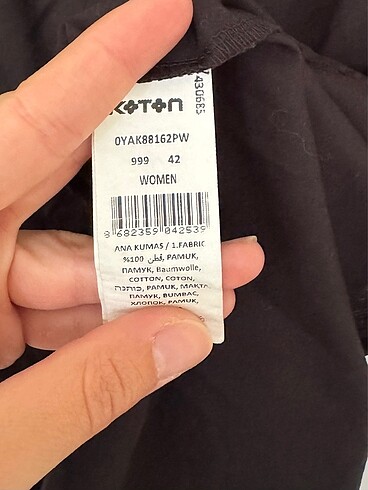 KOTON
430685
0YAK88162PW
999 42
WOMEN
8 682359 042539
ANA KUMAŞ / 1.FABRIC
%100 قطن, PAMUK,
ПАМУК, Baumwolle,
COTTON, COTON,
כותנה, PAMUK, MAKTA
ПАМУК, BUMBAC,
ХЛОПОК, PAMUK,